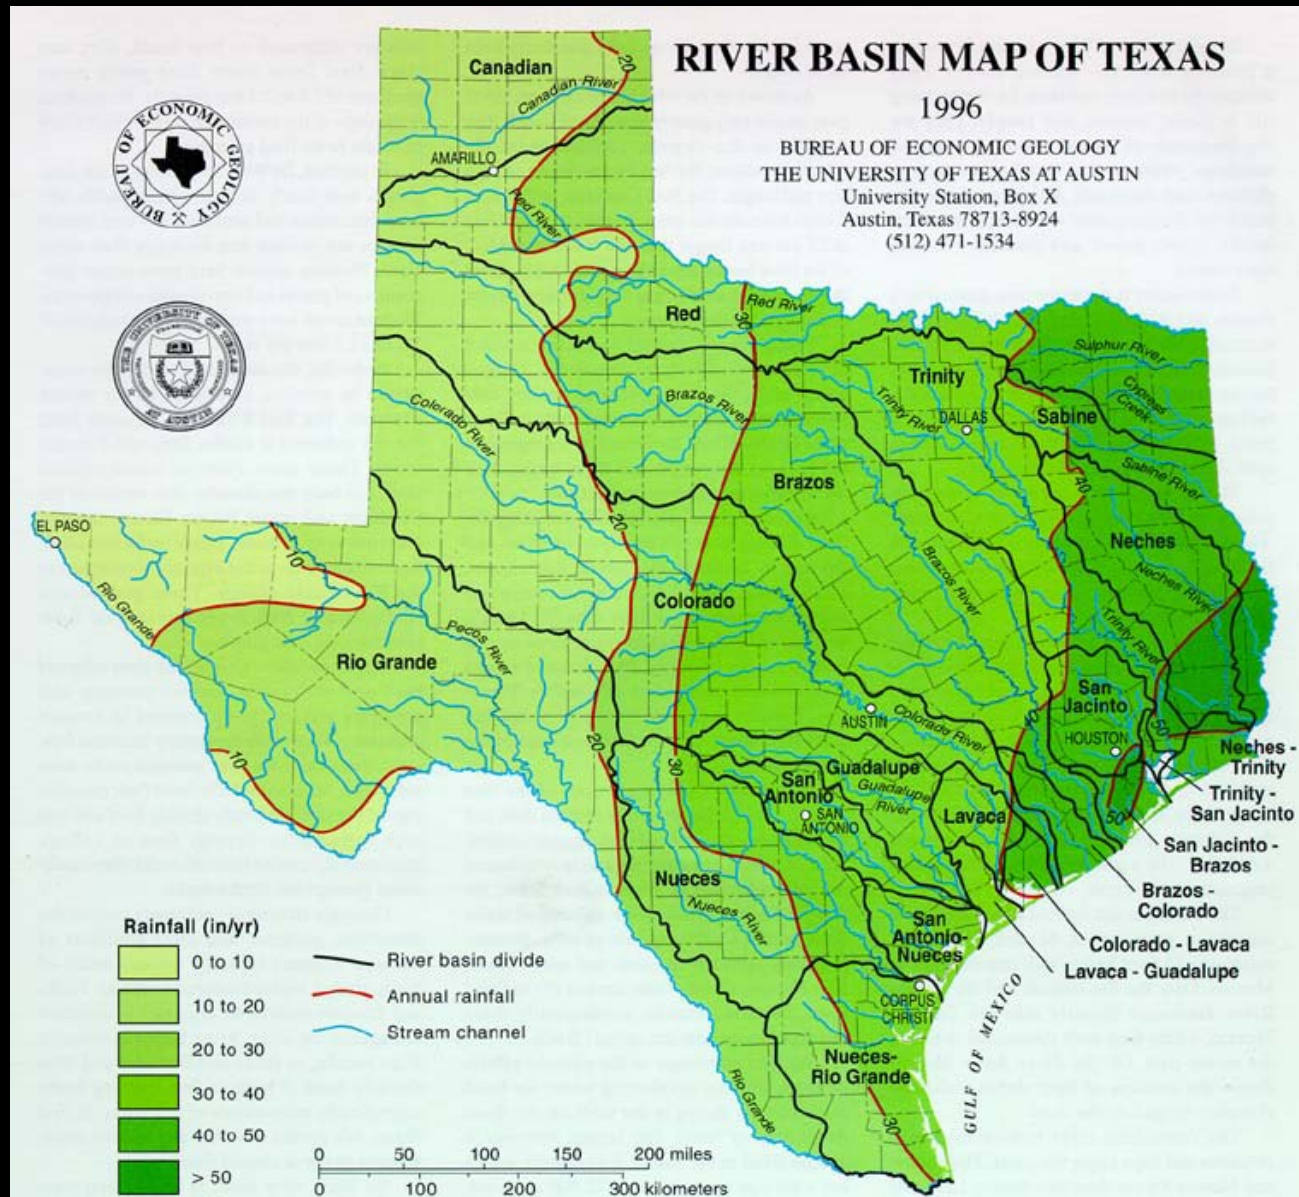 RIVER BASIN MAP OF TEXAS
1996
BUREAU OF ECONOMIC GEOLOGY
THE UNIVERSITY OF TEXAS AT AUSTIN
University Station, Box X
Austin, Texas 78713-8924
(512) 471-1534
BUREAU OF ECONOMIC GEOLOGY
THE UNIVERSITY OF TEXAS
AT AUSTIN
Canadian
20
Canadian River
AMARILLO
Red River
Red
30
Red River
Trinity
Sulphur River
Cypress
Creek
Colorado River
Brazos River
Trinity River
DALLAS
Sabine
Sabine River
Brazos
40
EL PASO
20
10
Neches
Rio Grande
Brazos River
Neches River
Colorado
Pecos River
Trinity River
Rio Grande
San
Jacinto
AUSTIN
Colorado River
40
50
HOUSTON
20
10
30
Neches -
Trinity
Guadalupe
San
Antonio
Guadalupe
River
SAN
ANTONIO
Lavaca
50
Trinity -
San Jacinto
San Jacinto -
Brazos
Nueces
Nueces River
Brazos -
Colorado
San
Antonio-
Nueces
Colorado - Lavaca
Lavaca - Guadalupe
CORPUS
CHRISTI
GULF OF MEXICO
Nueces-
Rio Grande
Rio Grande
30
Rainfall (in/yr)
0 to 10
10 to 20
20 to 30
30 to 40
40 to 50
> 50
River basin divide
Annual rainfall
Stream channel
0 50 100 200 miles
0 100 200 300 kilometers